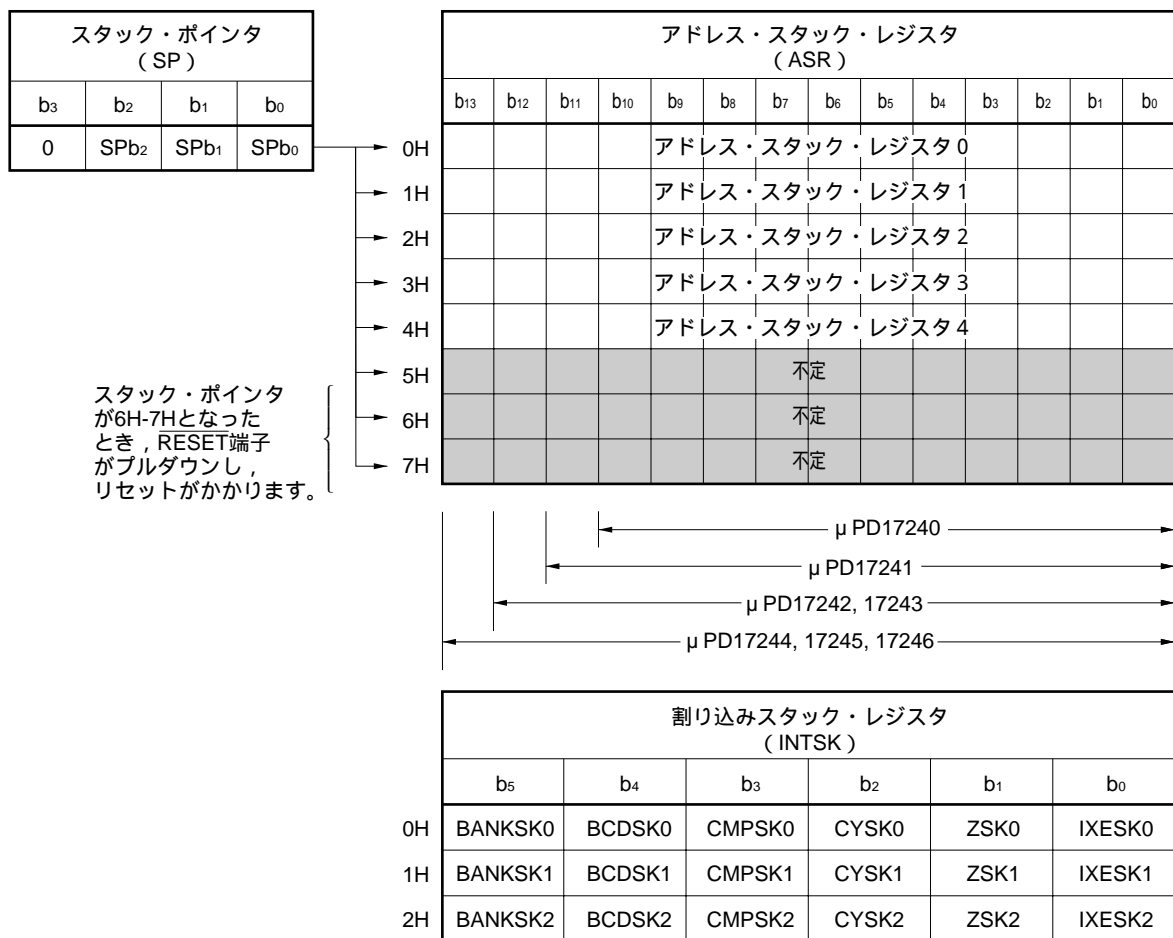 スタック・ポインタ
（SP）
b3 b2 b1 b0
0 SPb2 SPb1 SPb0
アドレス・スタック・レジスタ
（ASR）
b13 b12 b11 b10 b9 b8 b7 b6 b5 b4 b3 b2 b1 b0
0H アドレス・スタック・レジスタ0
1H アドレス・スタック・レジスタ1
2H アドレス・スタック・レジスタ2
3H アドレス・スタック・レジスタ3
4H アドレス・スタック・レジスタ4
5H 不定
6H 不定
7H 不定
スタック・ポインタ
が6H-7Hとなった
とき，RESET端子
がプルダウンし，
リセットがかかります。
μPD17240
μPD17241
μPD17242, 17243
μPD17244, 17245, 17246
割り込みスタック・レジスタ
（INTSK）
b5 b4 b3 b2 b1 b0
0H BANKSK0 BCDSK0 CMPSK0 CYSK0 ZSK0 IXESK0
1H BANKSK1 BCDSK1 CMPSK1 CYSK1 ZSK1 IXESK1
2H BANKSK2 BCDSK2 CMPSK2 CYSK2 ZSK2 IXESK2